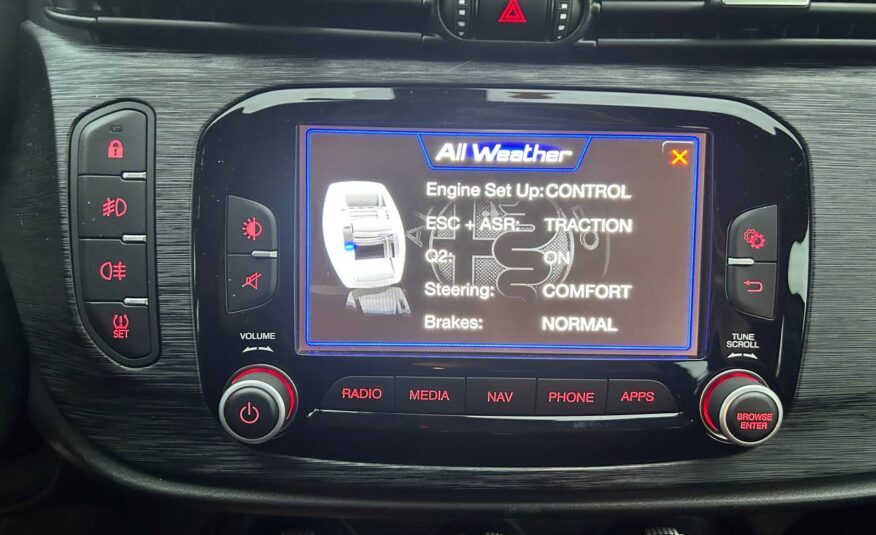 All Weather
Engine Set Up: CONTROL
ESC + ASR: TRACTION
Q2: ON
Steering: COMFORT
Brakes: NORMAL
SET
VOLUME
TUNE
SCROLL
RADIO MEDIA NAV PHONE APPS
BROWSE
ENTER